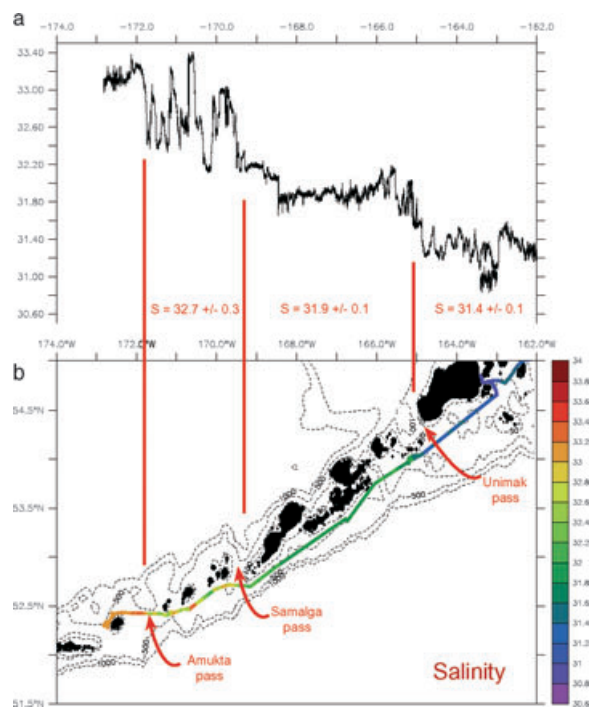 a
-174.0 -172.0 -170.0 -168.0 -166.0 -164.0 -162.0
33.40
33.00
32.60
32.20
31.80
31.40
31.00
30.60
S = 32.7 +/- 0.3
S = 31.9 +/- 0.1
S = 31.4 +/- 0.1
174.0W 172.0°W 170.0°W 168.0°W 166.0°W 164.0°W 162.0
b
54.5°N
53.5°N
52.5°N
51.5°N
Unimak
pass
Samalga
pass
Amukta
pass
Salinity
500
1000
34
33.8
33.6
33.4
33.2
33
32.8
32.6
32.4
32.2
32
31.8
31.6
31.4
31.2
31
30.8
30.6